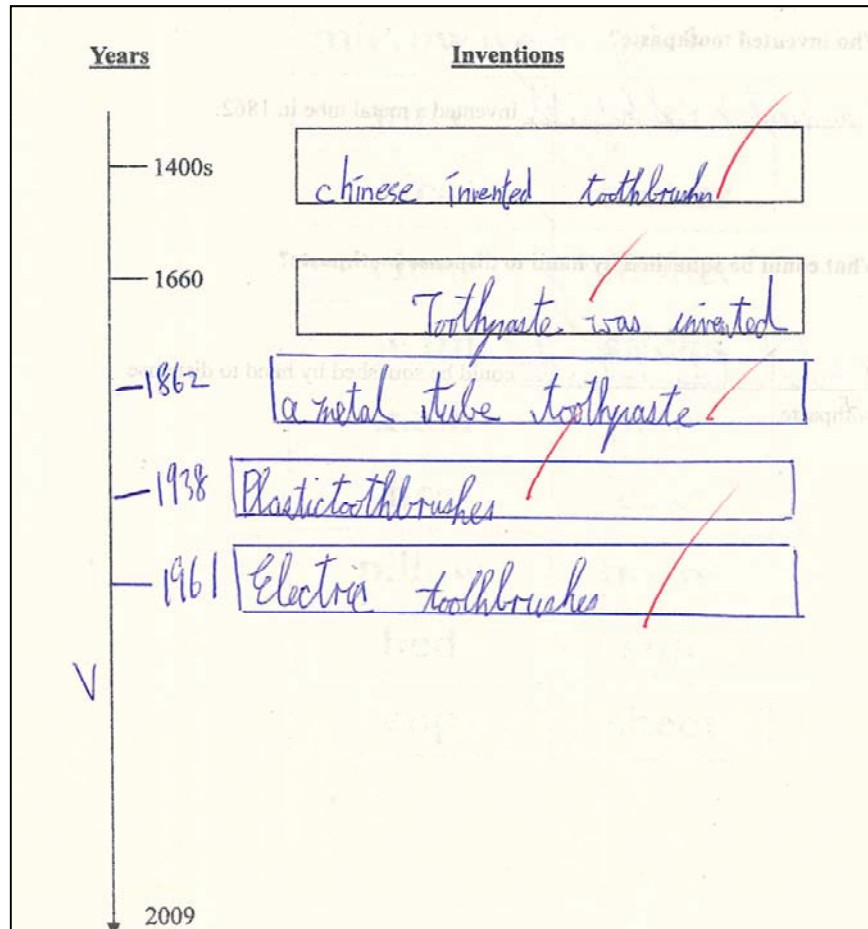 Years Inventions
1400s chinese invented toothbrushes
1660 Toothpaste was invented
1862 a metal tube toothpaste
1938 Plastictoothbrushes
1961 Electric toothbrushes
V
2009